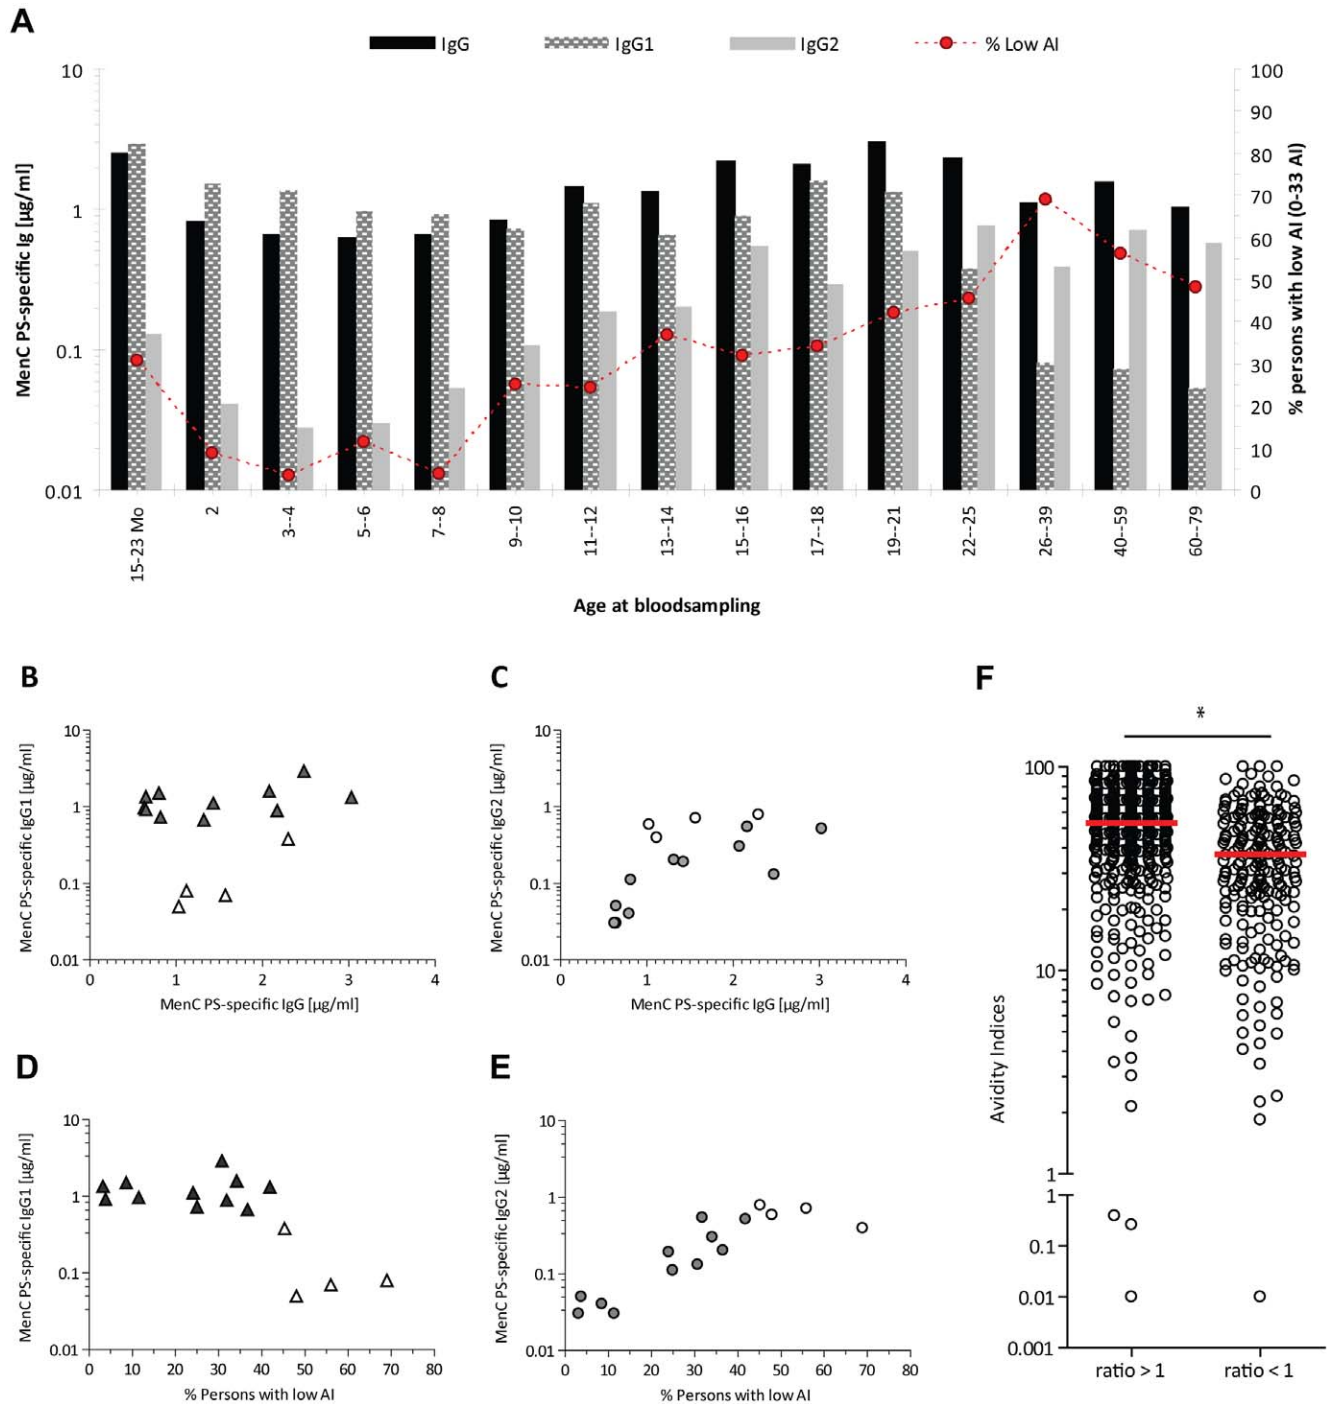 A
IgG IgG1 IgG2 % Low AI
MenC PS-specific Ig [µg/ml]
10
1
0.1
0.01
100
90
80
70
60
50
40
30
20
10
0
% persons with low AI (0-33 AI)
15-23 Mo 2 3--4 5--6 7--8 9--10 11--12 13--14 15--16 17--18 19--21 22--25 26--39 40--59 60--79
Age at bloodsampling
B
MenC PS-specific IgG1 [µg/ml]
10
1
0.1
0.01
0 1 2 3 4
MenC PS-specific IgG [µg/ml]
C
MenC PS-specific IgG2 [µg/ml]
10
1
0.1
0.01
0 1 2 3 4
MenC PS-specific IgG [µg/ml]
D
MenC PS-specific IgG1 [µg/ml]
10
1
0.1
0.01
0 10 20 30 40 50 60 70 80
% Persons with low AI
E
MenC PS-specific IgG2 [µg/ml]
10
1
0.1
0.01
0 10 20 30 40 50 60 70 80
% Persons with low AI
F
*
Avidity Indices
100
10
1
1
0.1
0.01
0.001
ratio > 1 ratio < 1